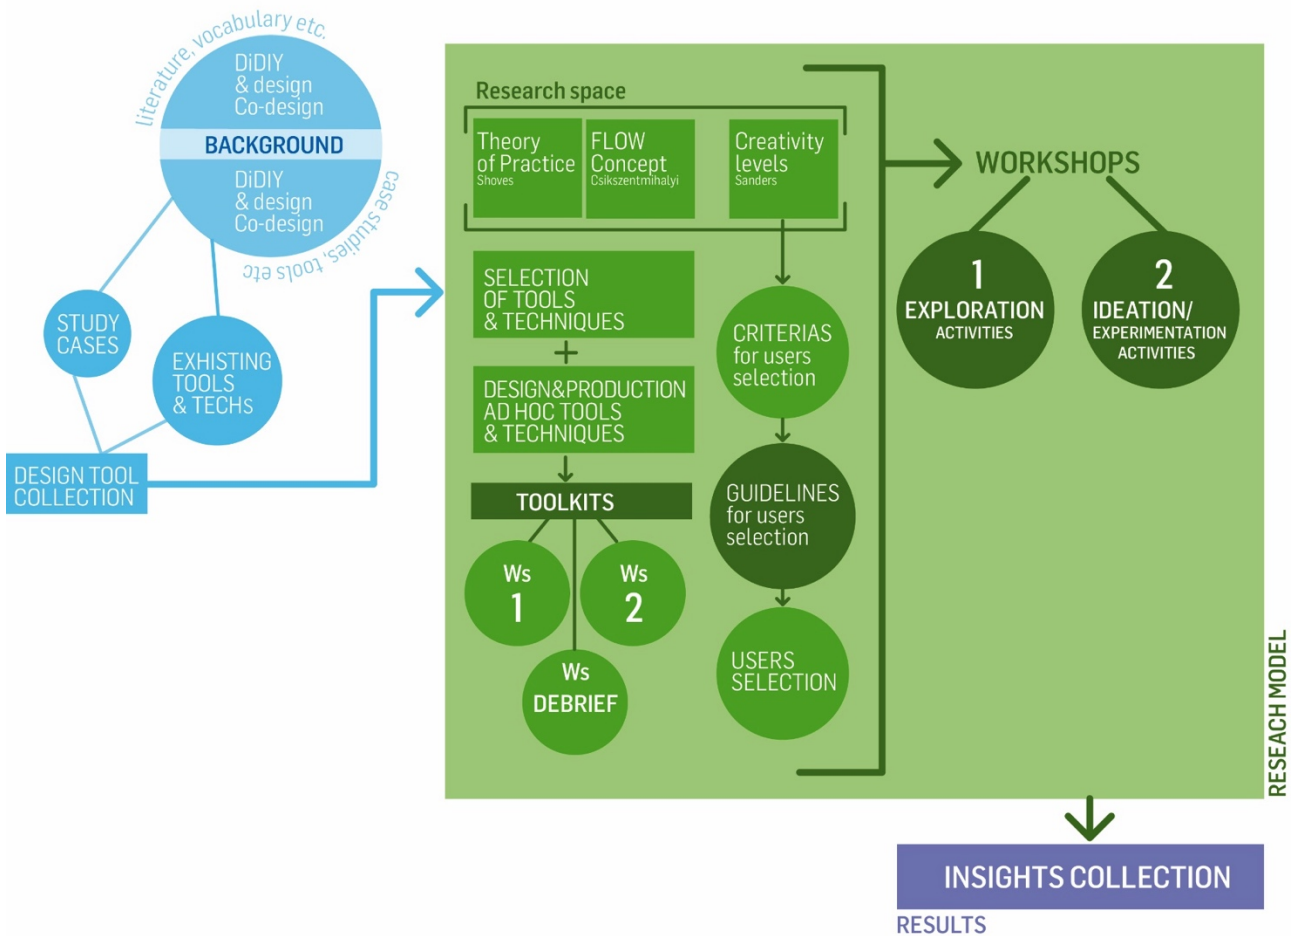 literature, vocabulary etc.
DiDIY
& design
Co-design
BACKGROUND
DiDIY
& design
Co-design
case studies, tools etc
STUDY
CASES
EXHISTING
TOOLS
& TECHs
DESIGN TOOL
COLLECTION
Research space
Theory
of Practice
Shoves
FLOW
Concept
Csikszentmihalyi
Creativity
levels
Sanders
SELECTION
OF TOOLS
& TECHNIQUES
+
DESIGN&PRODUCTION
AD HOC TOOLS
& TECHNIQUES
TOOLKITS
Ws
1
Ws
2
Ws
DEBRIEF
CRITERIAS
for users
selection
GUIDELINES
for users
selection
USERS
SELECTION
WORKSHOPS
1
EXPLORATION
ACTIVITIES
2
IDEATION/
EXPERIMENTATION
ACTIVITIES
RESEACH MODEL
INSIGHTS COLLECTION
RESULTS